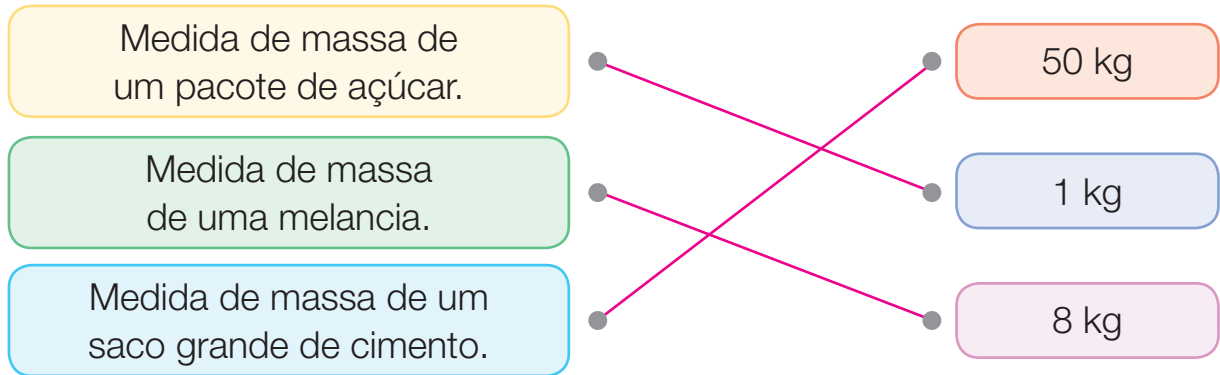 Medida de massa de
um pacote de açúcar.
50 kg
Medida de massa
de uma melancia.
1 kg
Medida de massa de um
saco grande de cimento.
8 kg